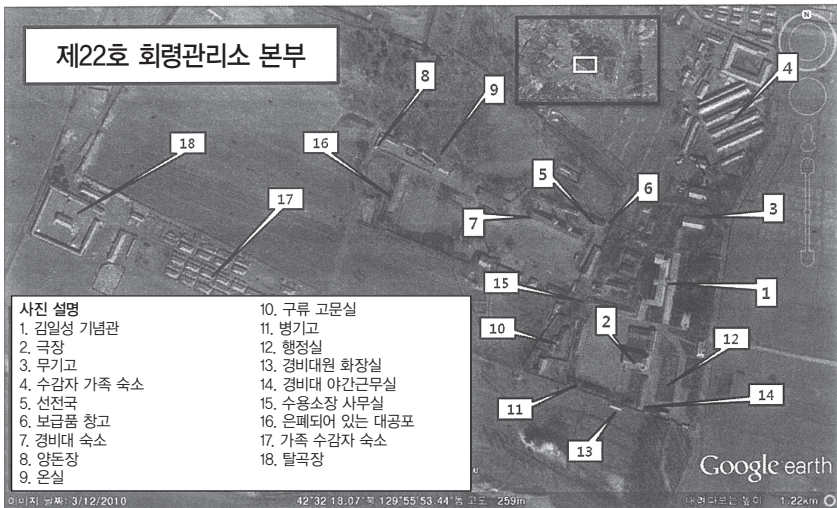 제22호 회령관리소 본부
N
4
8
9
18
16
5
6
17
7
3
15
1
10
2
12
11
14
13
사진 설명
1. 김일성 기념관
2. 극장
3. 무기고
4. 수감자 가족 숙소
5. 선전국
6. 보급품 창고
7. 경비대 숙소
8. 양돈장
9. 온실
10. 구류 고문실
11. 병기고
12. 행정실
13. 경비대원 화장실
14. 경비대 야간근무실
15. 수용소장 사무실
16. 은폐되어 있는 대공포
17. 가족 수감자 숙소
18. 탈곡장
Google earth
이미지 날짜: 3/12/2010 42°32'18.07"북 129°55'53.44"동 고도 259m 내려다보는 높이 1.22km